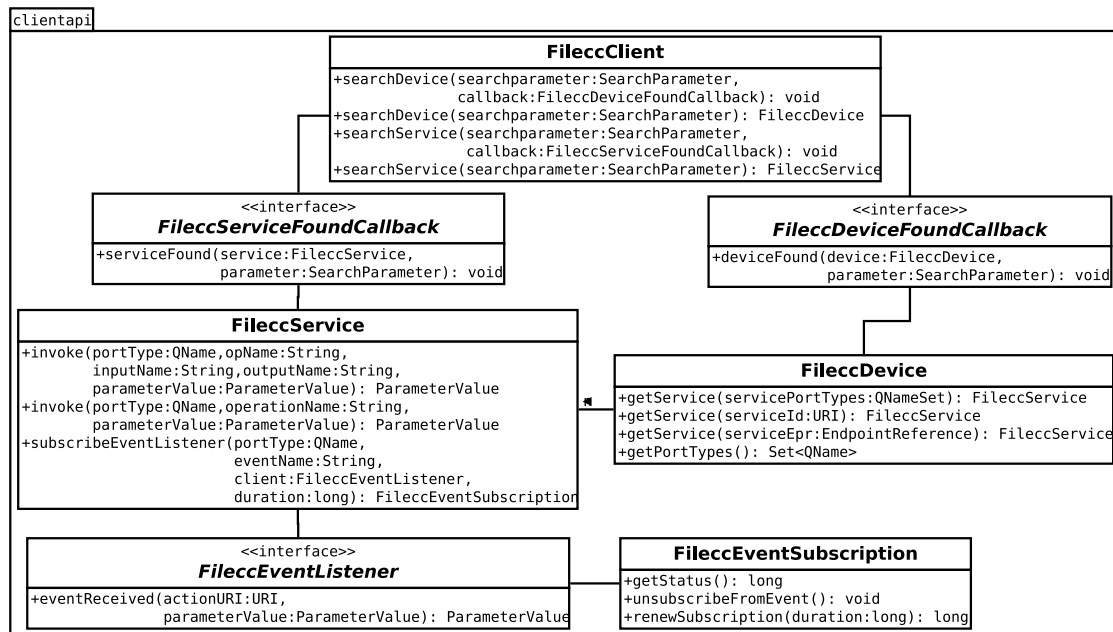 clientapi
FileccClient
+searchDevice(searchparameter:SearchParameter,
callback:FileccDeviceFoundCallback): void
+searchDevice(searchparameter:SearchParameter): FileccDevice
+searchService(searchparameter:SearchParameter,
callback:FileccServiceFoundCallback): void
+searchService(searchparameter:SearchParameter): FileccService
<<interface>>
FileccServiceFoundCallback
+serviceFound(service:FileccService,
parameter:SearchParameter): void
<<interface>>
FileccDeviceFoundCallback
+deviceFound(device:FileccDevice,
parameter:SearchParameter): void
FileccService
+invoke(portType:QName,opName:String,
inputName:String,outputName:String,
parameterValue:ParameterValue): ParameterValue
+invoke(portType:QName,operationName:String,
parameterValue:ParameterValue): ParameterValue
+subscribeEventListener(portType:QName,
eventName:String,
client:FileccEventListener,
duration:long): FileccEventSubscription
FileccDevice
+getService(servicePortTypes:QNameSet): FileccService
+getService(serviceId:URI): FileccService
+getService(serviceEpr:EndpointReference): FileccService
+getPortTypes(): Set<QName>
<<interface>>
FileccEventListener
+eventReceived(actionURI:URI,
parameterValue:ParameterValue): ParameterValue
FileccEventSubscription
+getStatus(): long
+unsubscribeFromEvent(): void
+renewSubscription(duration:long): long